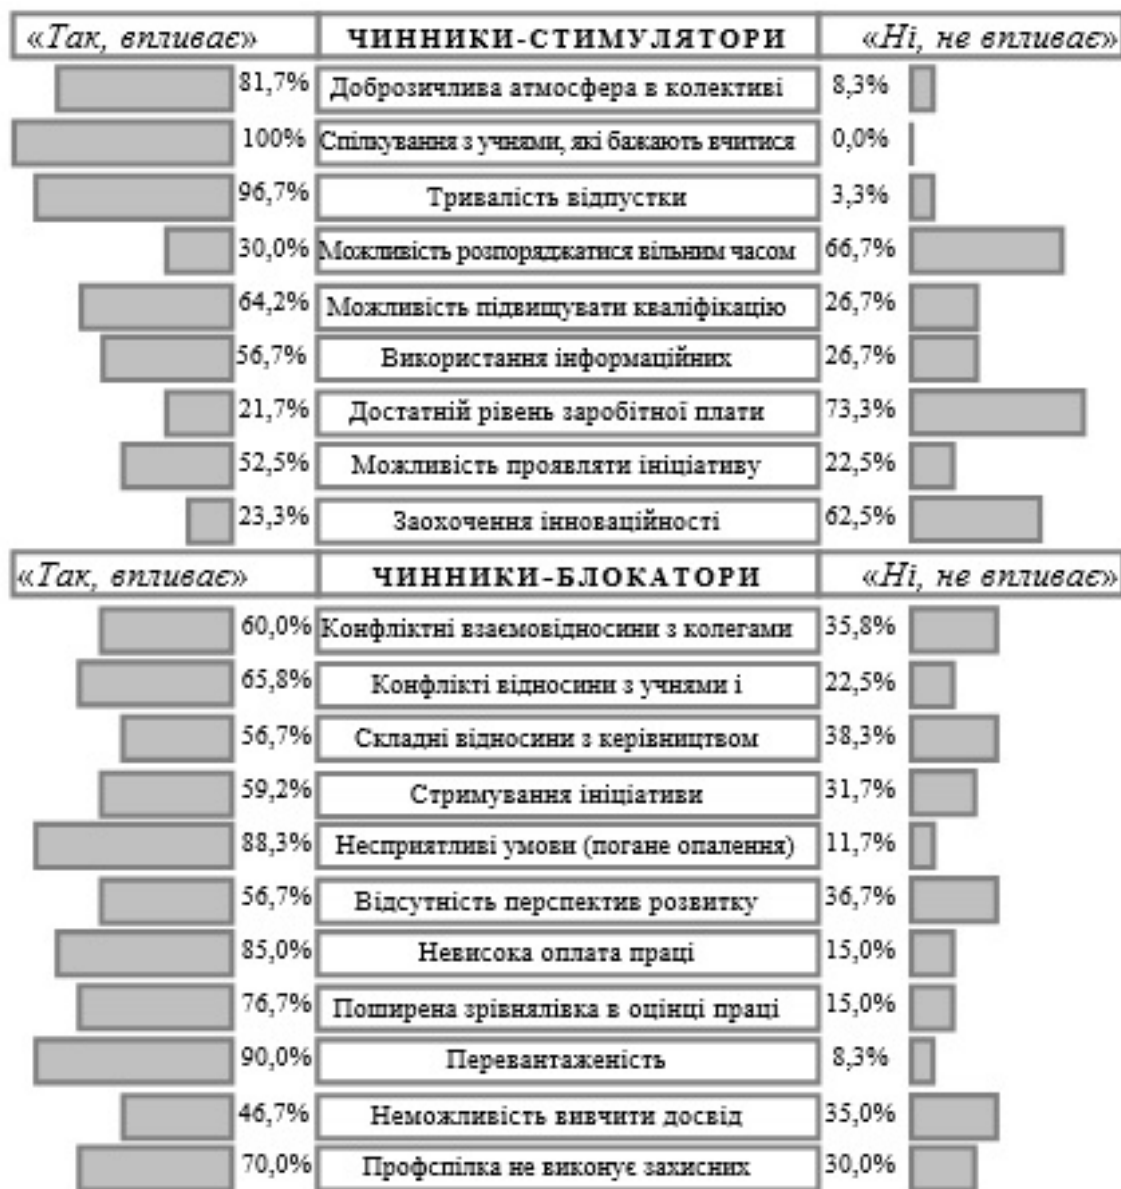 «Так, впливає» ЧИННИКИ-СТИМУЛЯТОРИ «Ні, не впливає»
81,7% Доброзичлива атмосфера в колективі 8,3%
100% Спілкування з учнями, які бажають вчитися 0,0%
96,7% Тривалість відпустки 3,3%
30,0% Можливість розпоряджатися вільним часом 66,7%
64,2% Можливість підвищувати кваліфікацію 26,7%
56,7% Використання інформаційних 26,7%
21,7% Достатній рівень заробітної плати 73,3%
52,5% Можливість проявляти ініціативу 22,5%
23,3% Заохочення інноваційності 62,5%
«Так, впливає» ЧИННИКИ-БЛОКАТОРИ «Ні, не впливає»
60,0% Конфліктні взаємовідносини з колегами 35,8%
65,8% Конфлікті відносини з учнями і 22,5%
56,7% Складні відносини з керівництвом 38,3%
59,2% Стримування ініціативи 31,7%
88,3% Несприятливі умови (погане опалення) 11,7%
56,7% Відсутність перспектив розвитку 36,7%
85,0% Невисока оплата праці 15,0%
76,7% Поширена зрівнялівка в оцінці праці 15,0%
90,0% Перевантаженість 8,3%
46,7% Неможливість вивчити досвід 35,0%
70,0% Профспілка не виконує захисних 30,0%